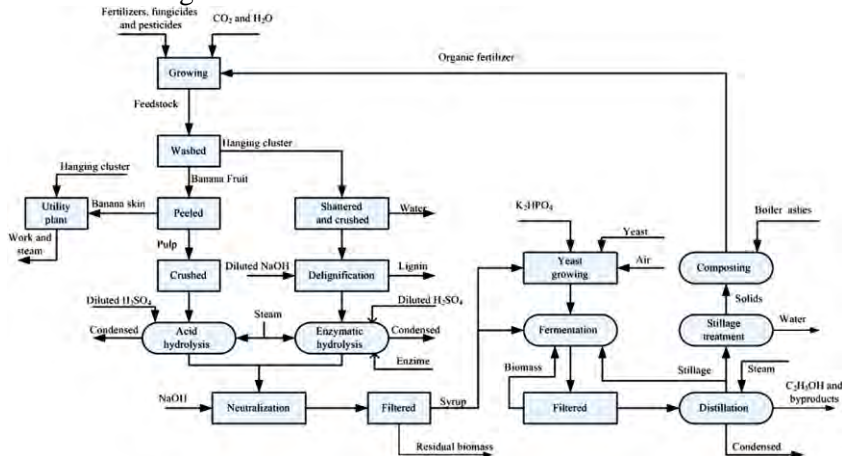 Fertilizers, fungicides
and pesticides
CO2 and H2O
Growing
Organic fertilizer
Feedstock
Washed
Hanging cluster
Banana Fruit
Hanging cluster
Utility
plant
Banana skin
Peeled
Shattered
and crushed
Water
Work and
steam
Pulp
Crushed
Diluted NaOH
Delignification
Lignin
K2HPO4
Yeast
Yeast
growing
Air
Boiler ashes
Composting
Solids
Diluted H2SO4
Diluted H2SO4
Condensed
Acid
hydrolysis
Steam
Enzymatic
hydrolysis
Condensed
Enzime
Fermentation
Stillage
treatment
Water
Biomass
Stillage
Steam
NaOH
Neutralization
Filtered
Syrup
Filtered
Distillation
C2H5OH and
byproducts
Residual biomass
Condensed